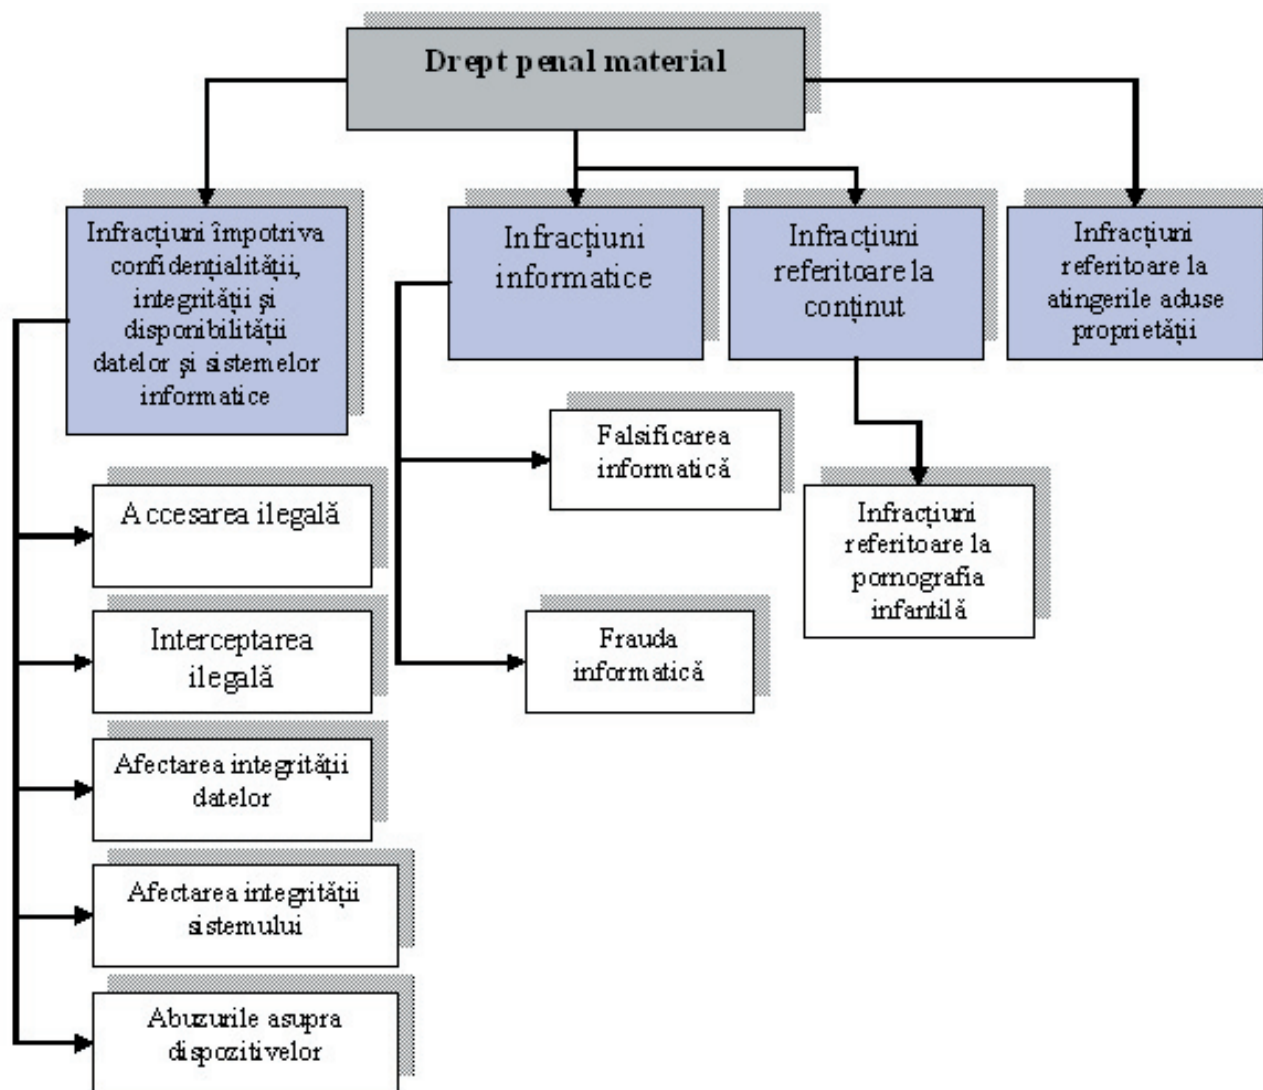 Drept penal material
Infracțiuni împotriva
confidențialității,
integrității și
disponibilității
datelor și sistemelor
informatice
Infracțiuni
informatice
Infracțiuni
referitoare la
conținut
Infracțiuni
referitoare la
atingerile aduse
proprietății
Falsificarea
informatică
Accesarea ilegală
Infracțiuni
referitoare la
pornografia
infantilă
Interceptarea
ilegală
Frauda
informatică
Afectarea integrității
datelor
Afectarea integrității
sistemului
Abuzurile asupra
dispozitivelor